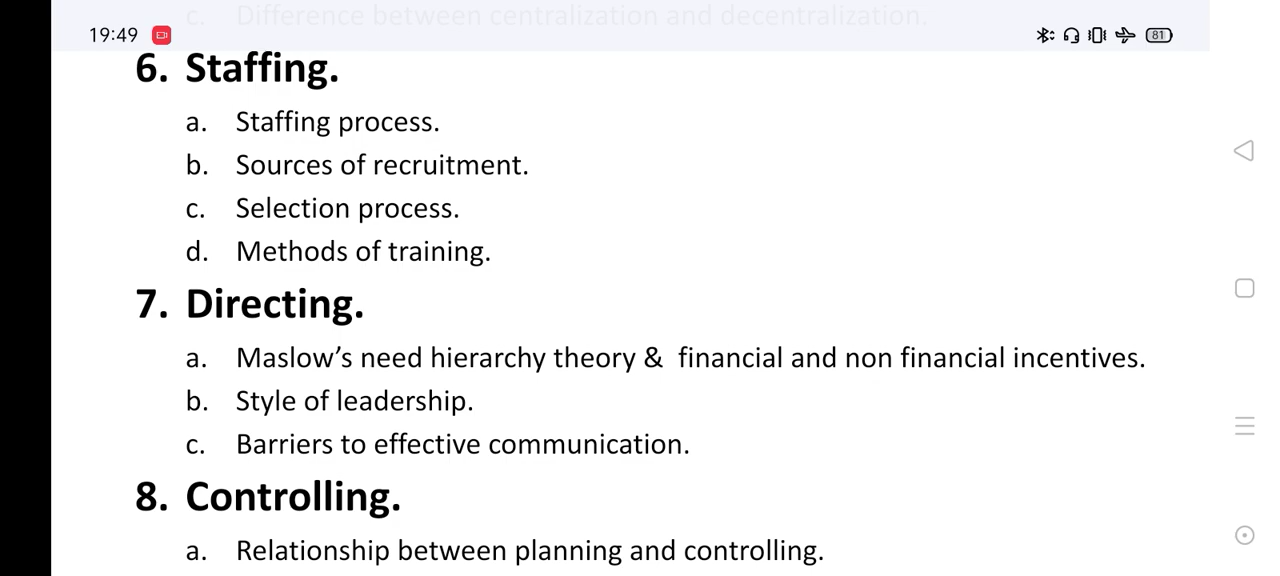 c. Difference between centralization and decentralization.
19:49 81
6. Staffing.
a. Staffing process.
b. Sources of recruitment.
c. Selection process.
d. Methods of training.
7. Directing.
a. Maslow’s need hierarchy theory & financial and non financial incentives.
b. Style of leadership.
c. Barriers to effective communication.
8. Controlling.
a. Relationship between planning and controlling.